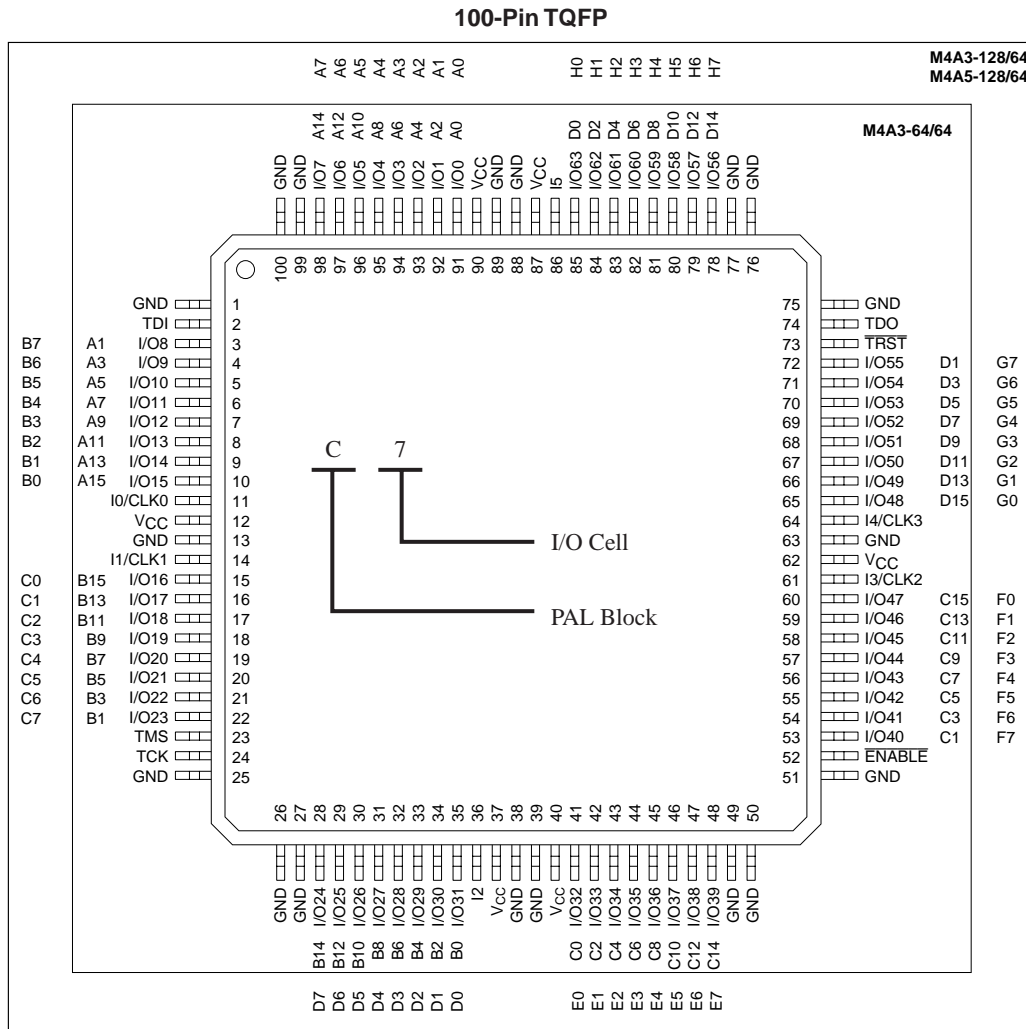 100-Pin TQFP
M4A3-128/64
M4A5-128/64
A7 A6 A5 A4 A3 A2 A1 A0 H0 H1 H2 H3 H4 H5 H6 H7
M4A3-64/64
A14 A12 A10 A8 A6 A4 A2 A0 D0 D2 D4 D6 D8 D10 D12 D14
GND GND I/O7 I/O6 I/O5 I/O4 I/O3 I/O2 I/O1 I/O0 VCC GND GND VCC I5 I/O63 I/O62 I/O61 I/O60 I/O59 I/O58 I/O57 I/O56 GND GND
100 99 98 97 96 95 94 93 92 91 90 89 88 87 86 85 84 83 82 81 80 79 78 77 76
GND 1 75 GND
TDI 2 74 TDO
B7 A1 I/O8 3 73 TRST
B6 A3 I/O9 4 72 I/O55 D1 G7
B5 A5 I/O10 5 71 I/O54 D3 G6
B4 A7 I/O11 6 70 I/O53 D5 G5
B3 A9 I/O12 7 69 I/O52 D7 G4
B2 A11 I/O13 8 68 I/O51 D9 G3
B1 A13 I/O14 9 67 I/O50 D11 G2
B0 A15 I/O15 10 66 I/O49 D13 G1
I0/CLK0 11 65 I/O48 D15 G0
VCC 12 64 I4/CLK3
GND 13 63 GND
I1/CLK1 14 62 VCC
C0 B15 I/O16 15 61 I3/CLK2
C1 B13 I/O17 16 60 I/O47 C15 F0
C2 B11 I/O18 17 59 I/O46 C13 F1
C3 B9 I/O19 18 58 I/O45 C11 F2
C4 B7 I/O20 19 57 I/O44 C9 F3
C5 B5 I/O21 20 56 I/O43 C7 F4
C6 B3 I/O22 21 55 I/O42 C5 F5
C7 B1 I/O23 22 54 I/O41 C3 F6
TMS 23 53 I/O40 C1 F7
TCK 24 52 ENABLE
GND 25 51 GND
C 7
I/O Cell
PAL Block
26 27 28 29 30 31 32 33 34 35 36 37 38 39 40 41 42 43 44 45 46 47 48 49 50
GND GND I/O24 I/O25 I/O26 I/O27 I/O28 I/O29 I/O30 I/O31 I2 VCC GND GND VCC I/O32 I/O33 I/O34 I/O35 I/O36 I/O37 I/O38 I/O39 GND GND
B14 B12 B10 B8 B6 B4 B2 B0 C0 C2 C4 C6 C8 C10 C12 C14
D7 D6 D5 D4 D3 D2 D1 D0 E0 E1 E2 E3 E4 E5 E6 E7